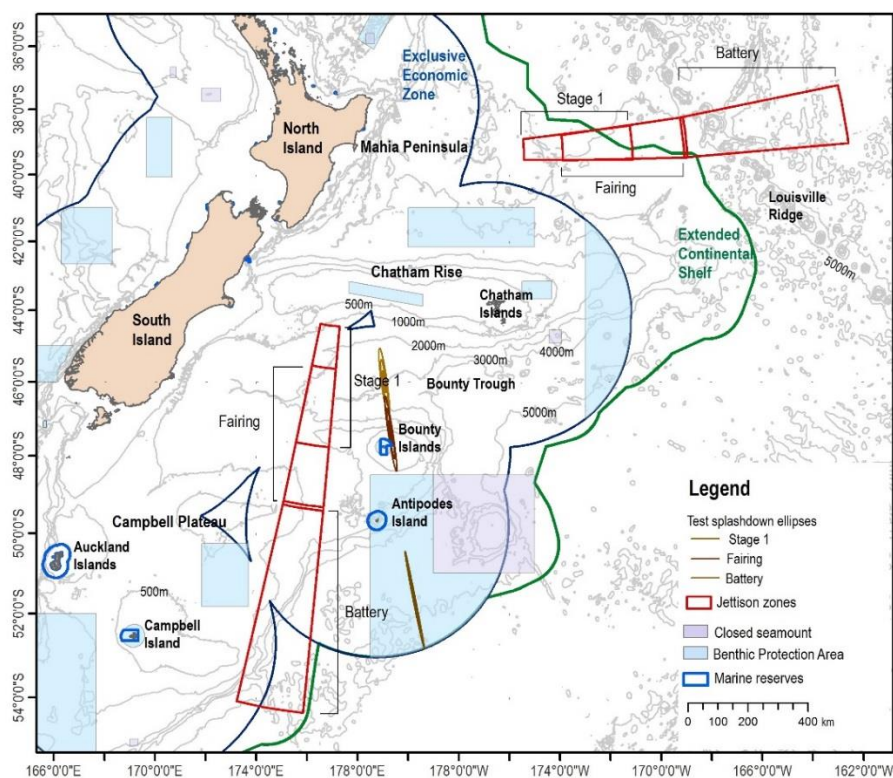 36°0'0"S
38°0'0"S
40°0'0"S
42°0'0"S
44°0'0"S
46°0'0"S
48°0'0"S
50°0'0"S
52°0'0"S
54°0'0"S
Exclusive
Economic
Zone
Battery
Stage 1
North
Island
Mahia Peninsula
Fairing
Louisville
Ridge
Extended
Continental
Shelf
5000m
Chatham Rise
Chatham
Islands
500m
1000m
2000m
3000m
4000m
5000m
South
Island
Stage 1
Bounty Trough
Fairing
Bounty
Islands
Antipodes
Island
Campbell Plateau
Auckland
Islands
500m
Campbell
Island
Battery
Legend
Test splashdown ellipses
Stage 1
Fairing
Battery
Jettison zones
Closed seamount
Benthic Protection Area
Marine reserves
0 100 200 400
km
166°0'0"E 170°0'0"E 174°0'0"E 178°0'0"E 178°0'0"W 174°0'0"W 170°0'0"W 166°0'0"W 162°0'0"W